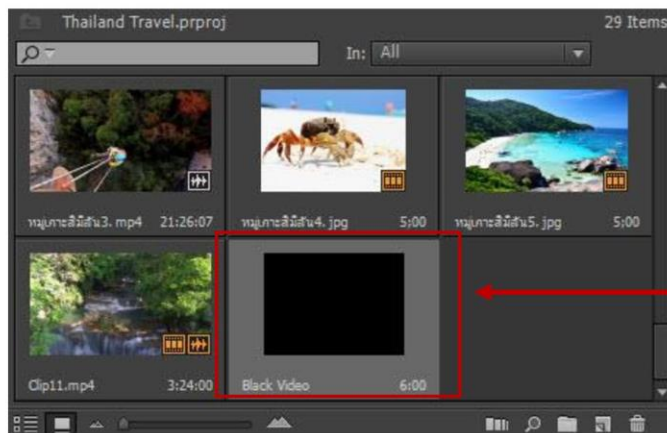 Thailand Travel.prproj 29 Items
In: All
หมู่เกาะสิมิลัน3. mp4 21:26:07 หมู่เกาะสิมิลัน4. jpg 5;00 หมู่เกาะสิมิลัน5. jpg 5;00
Clip11.mp4 3:24:00 Black Video 6:00